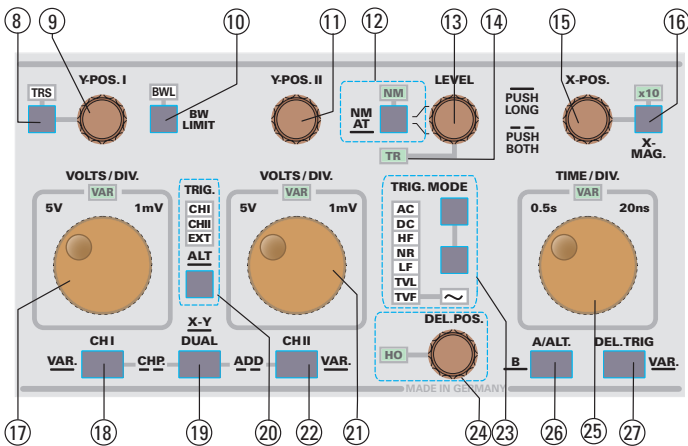 8 9 10 11 12 13 14 15 16
Y-POS. I Y-POS. II LEVEL X-POS.
TRS BWL NM x10
BW LIMIT
NM
AT
TR
PUSH
LONG
PUSH
BOTH
X-
MAG.
VOLTS / DIV. VOLTS / DIV. TIME / DIV.
VAR VAR VAR
5V 1mV 5V 1mV 0.5s 20ns
TRIG.
CHI
CHII
EXT
ALT
TRIG. MODE
AC
DC
HF
NR
LF
TVL
TVF ~
X-Y
CH I DUAL CH II
VAR. CHP. ADD VAR.
DEL.POS.
HO
A/ALT. DEL.TRIG
B VAR.
MADE IN GERMANY
17 18 19 20 21 22 24 23 26 25 27